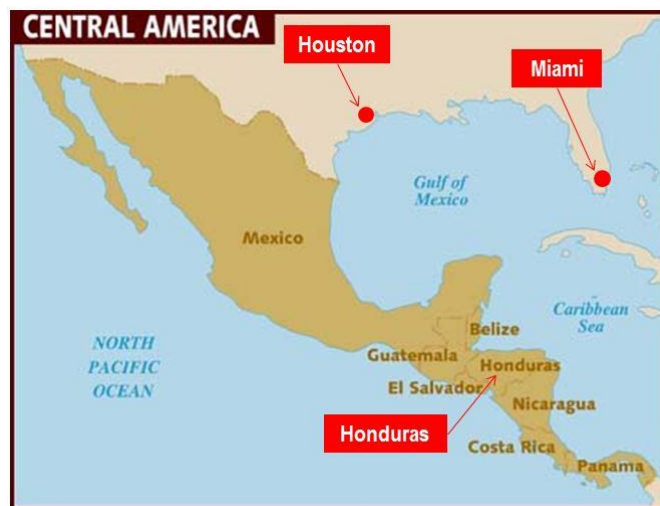 CENTRAL AMERICA
Houston
Miami
Gulf of
Mexico
Mexico
Caribbean
Sea
NORTH
PACIFIC
OCEAN
Belize
Guatemala
Honduras
El Salvador
Nicaragua
Honduras
Costa Rica
Panama